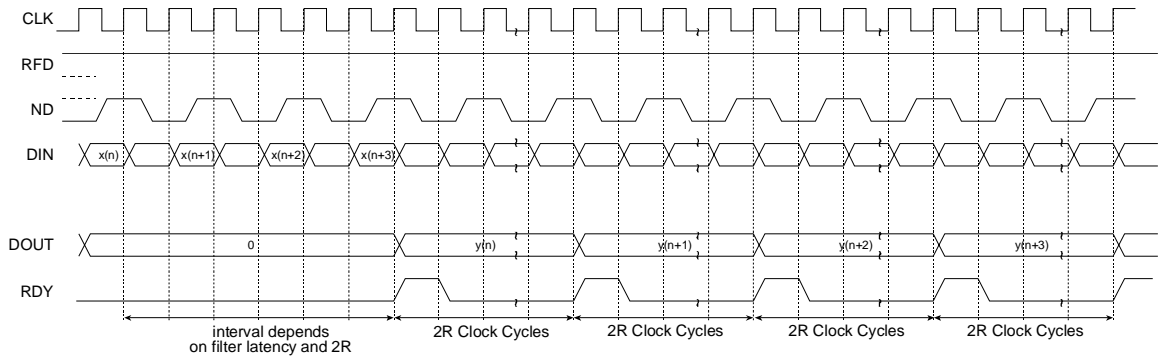 CLK
RFD
ND
DIN
x(n)
x(n+1)
x(n+2)
x(n+3)
DOUT
0
y(n)
y(n+1)
y(n+2)
y(n+3)
RDY
interval depends
on filter latency and 2R
2R Clock Cycles
2R Clock Cycles
2R Clock Cycles
2R Clock Cycles